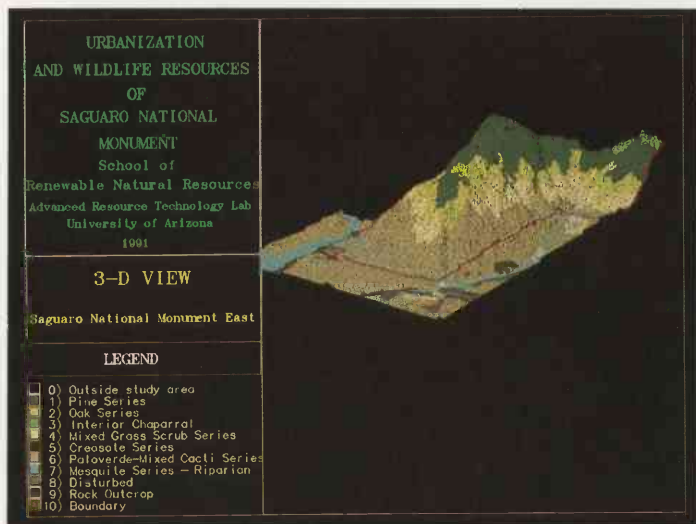 URBANIZATION
AND WILDLIFE RESOURCES
OF
SAGUARO NATIONAL
MONUMENT
School of
Renewable Natural Resources
Advanced Resource Technology Lab
University of Arizona
1991
3-D VIEW
Saguaro National Monument East
LEGEND
0) Outside study area
1) Pine Series
2) Oak Series
3) Interior Chaparral
4) Mixed Grass Scrub Series
5) Creosote Series
6) Paloverde-Mixed Cacti Series
7) Mesquite Series - Riparian
8) Disturbed
9) Rock Outcrop
10) Boundary